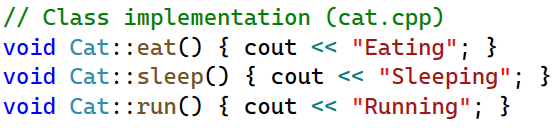 // Class implementation (cat.cpp)
void Cat::eat() { cout << "Eating"; }
void Cat::sleep() { cout << "Sleeping"; }
void Cat::run() { cout << "Running"; }